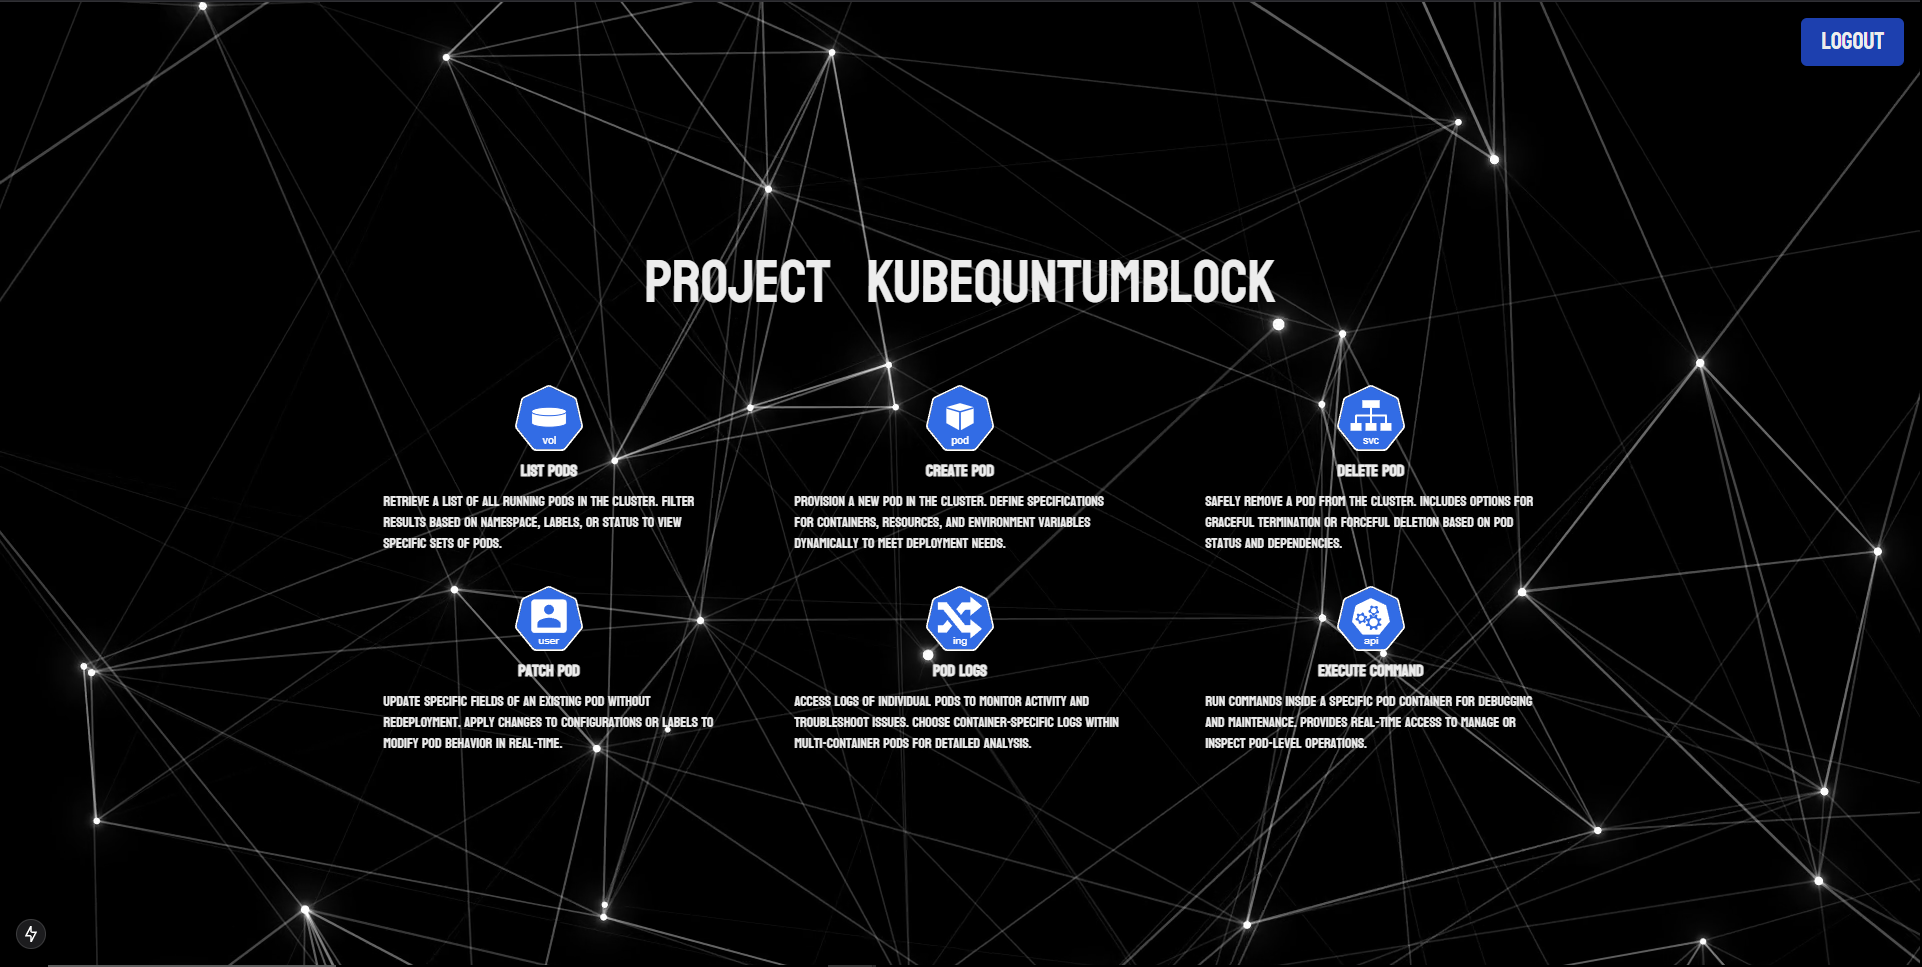 LOGOUT
PROJECT KUBEQUNTUMBLOCK
vol
pod
svc
LIST PODS
CREATE POD
DELETE POD
RETRIEVE A LIST OF ALL RUNNING PODS IN THE CLUSTER. FILTER
RESULTS BASED ON NAMESPACE, LABELS, OR STATUS TO VIEW
SPECIFIC SETS OF PODS.
PROVISION A NEW POD IN THE CLUSTER. DEFINE SPECIFICATIONS
FOR CONTAINERS, RESOURCES, AND ENVIRONMENT VARIABLES
DYNAMICALLY TO MEET DEPLOYMENT NEEDS.
SAFELY REMOVE A POD FROM THE CLUSTER. INCLUDES OPTIONS FOR
GRACEFUL TERMINATION OR FORCEFUL DELETION BASED ON POD
STATUS AND DEPENDENCIES.
user
ing
api
PATCH POD
POD LOGS
EXECUTE COMMAND
UPDATE SPECIFIC FIELDS OF AN EXISTING POD WITHOUT
REDEPLOYMENT. APPLY CHANGES TO CONFIGURATIONS OR LABELS TO
MODIFY POD BEHAVIOR IN REAL-TIME.
ACCESS LOGS OF INDIVIDUAL PODS TO MONITOR ACTIVITY AND
TROUBLESHOOT ISSUES. CHOOSE CONTAINER-SPECIFIC LOGS WITHIN
MULTI-CONTAINER PODS FOR DETAILED ANALYSIS.
RUN COMMANDS INSIDE A SPECIFIC POD CONTAINER FOR DEBUGGING
AND MAINTENANCE. PROVIDES REAL-TIME ACCESS TO MANAGE OR
INSPECT POD-LEVEL OPERATIONS.